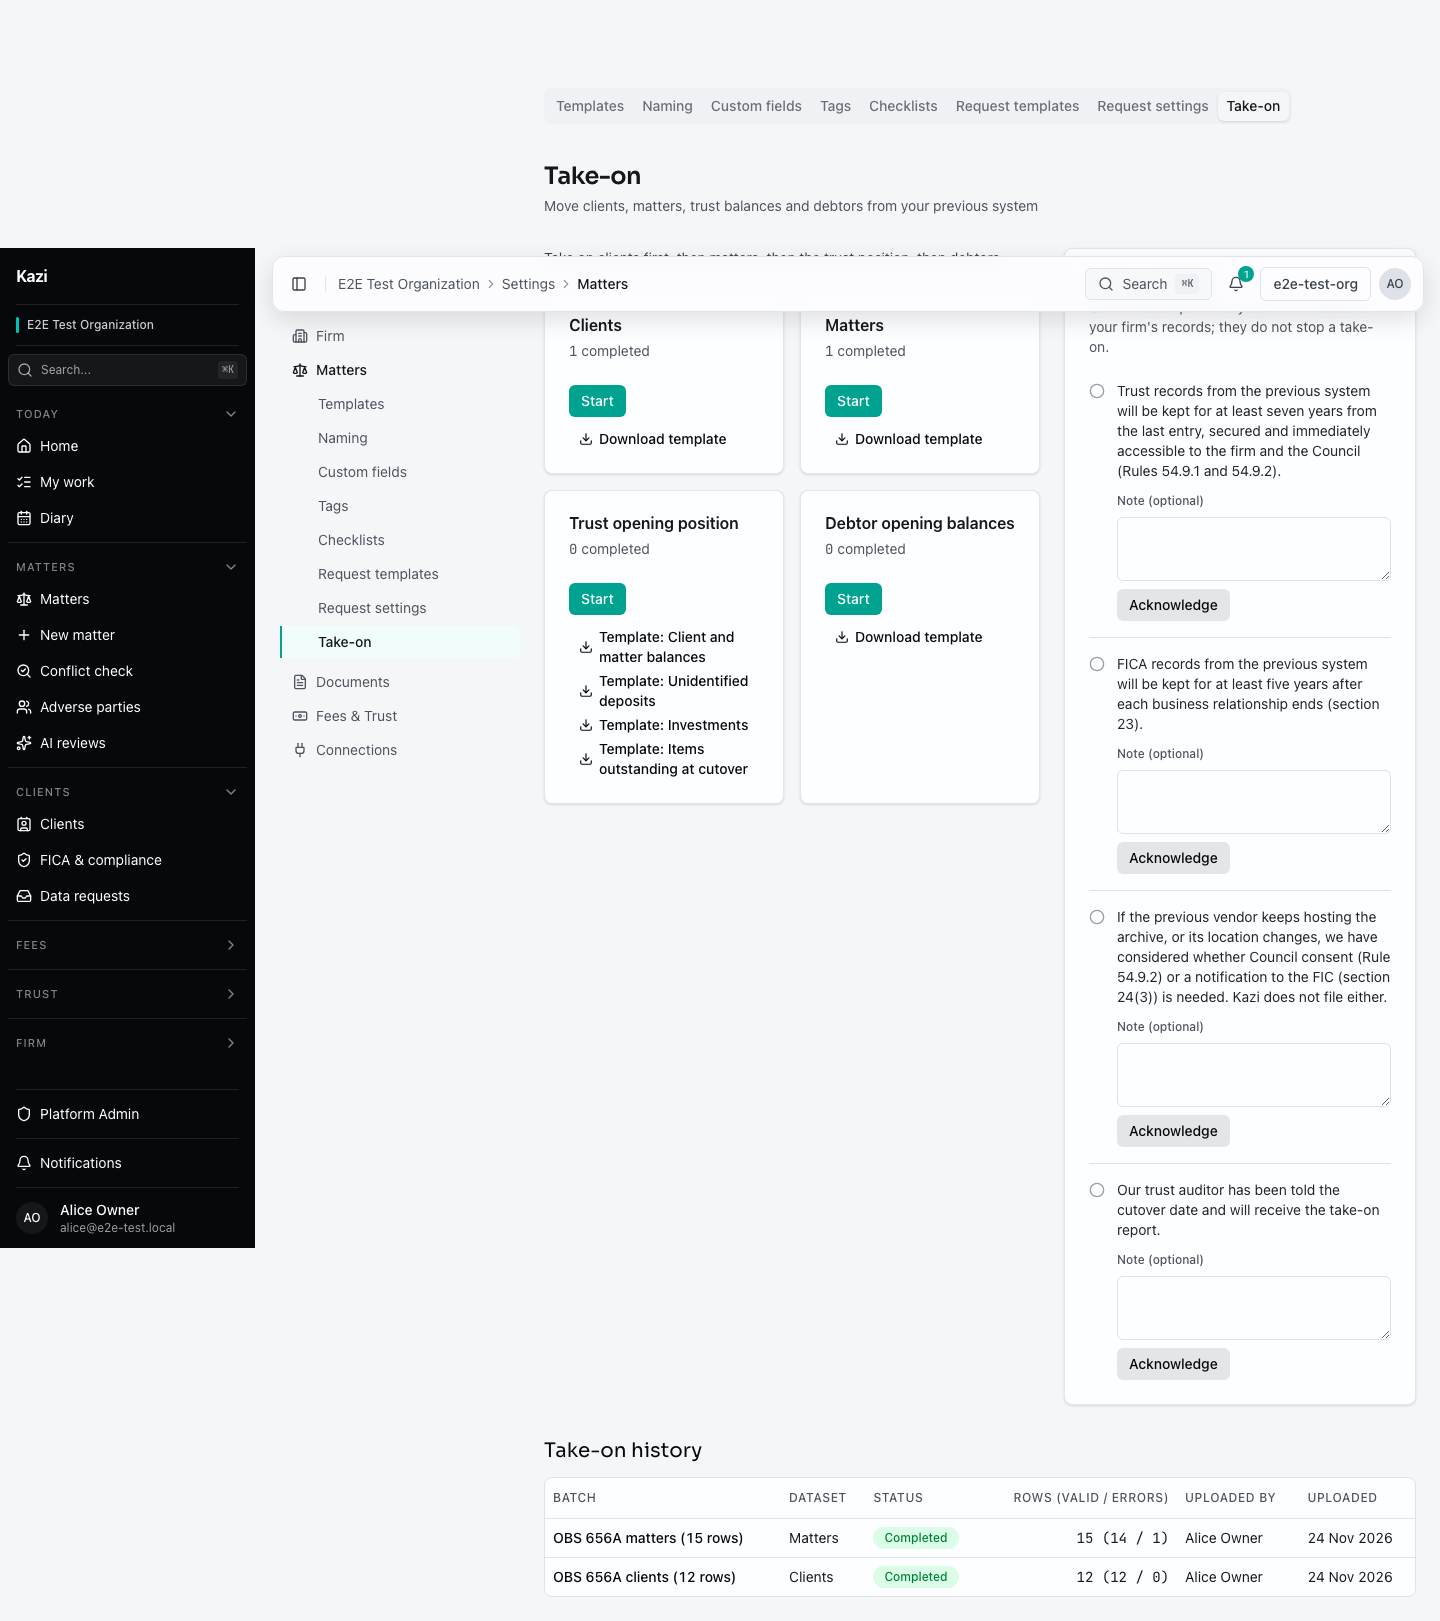 Templates Naming Custom fields Tags Checklists Request templates Request settings Take-on
Take-on
Move clients, matters, trust balances and debtors from your previous system
Kazi
E2E Test Organization
Search... ⌘K
TODAY
Home
My work
Diary
MATTERS
Matters
New matter
Conflict check
Adverse parties
AI reviews
CLIENTS
Clients
FICA & compliance
Data requests
FEES
TRUST
FIRM
Platform Admin
Notifications
AO
Alice Owner
alice@e2e-test.local
E2E Test Organization > Settings > Matters
Search ⌘K
1
e2e-test-org
AO
Firm
Matters
Templates
Naming
Custom fields
Tags
Checklists
Request templates
Request settings
Take-on
Documents
Fees & Trust
Connections
Take on clients first, then matters, then the trust position, then debtors
Clients
1 completed
Start
Download template
Matters
1 completed
Start
Download template
Trust opening position
0 completed
Start
Template: Client and
matter balances
Template: Unidentified
deposits
Template: Investments
Template: Items
outstanding at cutover
Debtor opening balances
0 completed
Start
Download template
your firm's records; they do not stop a take-
on.
Trust records from the previous system
will be kept for at least seven years from
the last entry, secured and immediately
accessible to the firm and the Council
(Rules 54.9.1 and 54.9.2).
Note (optional)
Acknowledge
FICA records from the previous system
will be kept for at least five years after
each business relationship ends (section
23).
Note (optional)
Acknowledge
If the previous vendor keeps hosting the
archive, or its location changes, we have
considered whether Council consent (Rule
54.9.2) or a notification to the FIC (section
24(3)) is needed. Kazi does not file either.
Note (optional)
Acknowledge
Our trust auditor has been told the
cutover date and will receive the take-on
report.
Note (optional)
Acknowledge
Take-on history
BATCH DATASET STATUS ROWS (VALID / ERRORS) UPLOADED BY UPLOADED
OBS 656A matters (15 rows) Matters Completed 15 (14 / 1) Alice Owner 24 Nov 2026
OBS 656A clients (12 rows) Clients Completed 12 (12 / 0) Alice Owner 24 Nov 2026